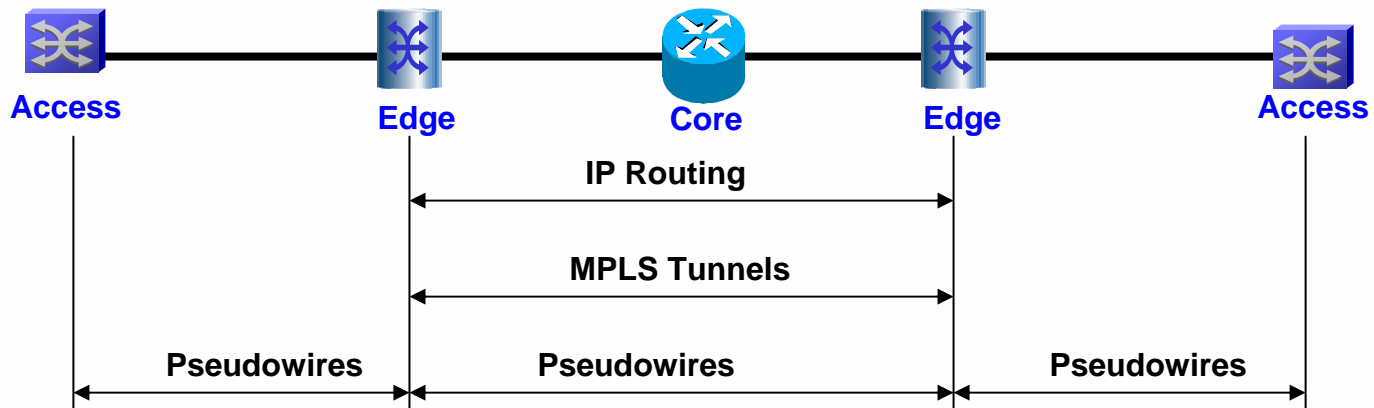 Access Edge Core Edge Access
IP Routing
MPLS Tunnels
Pseudowires Pseudowires Pseudowires